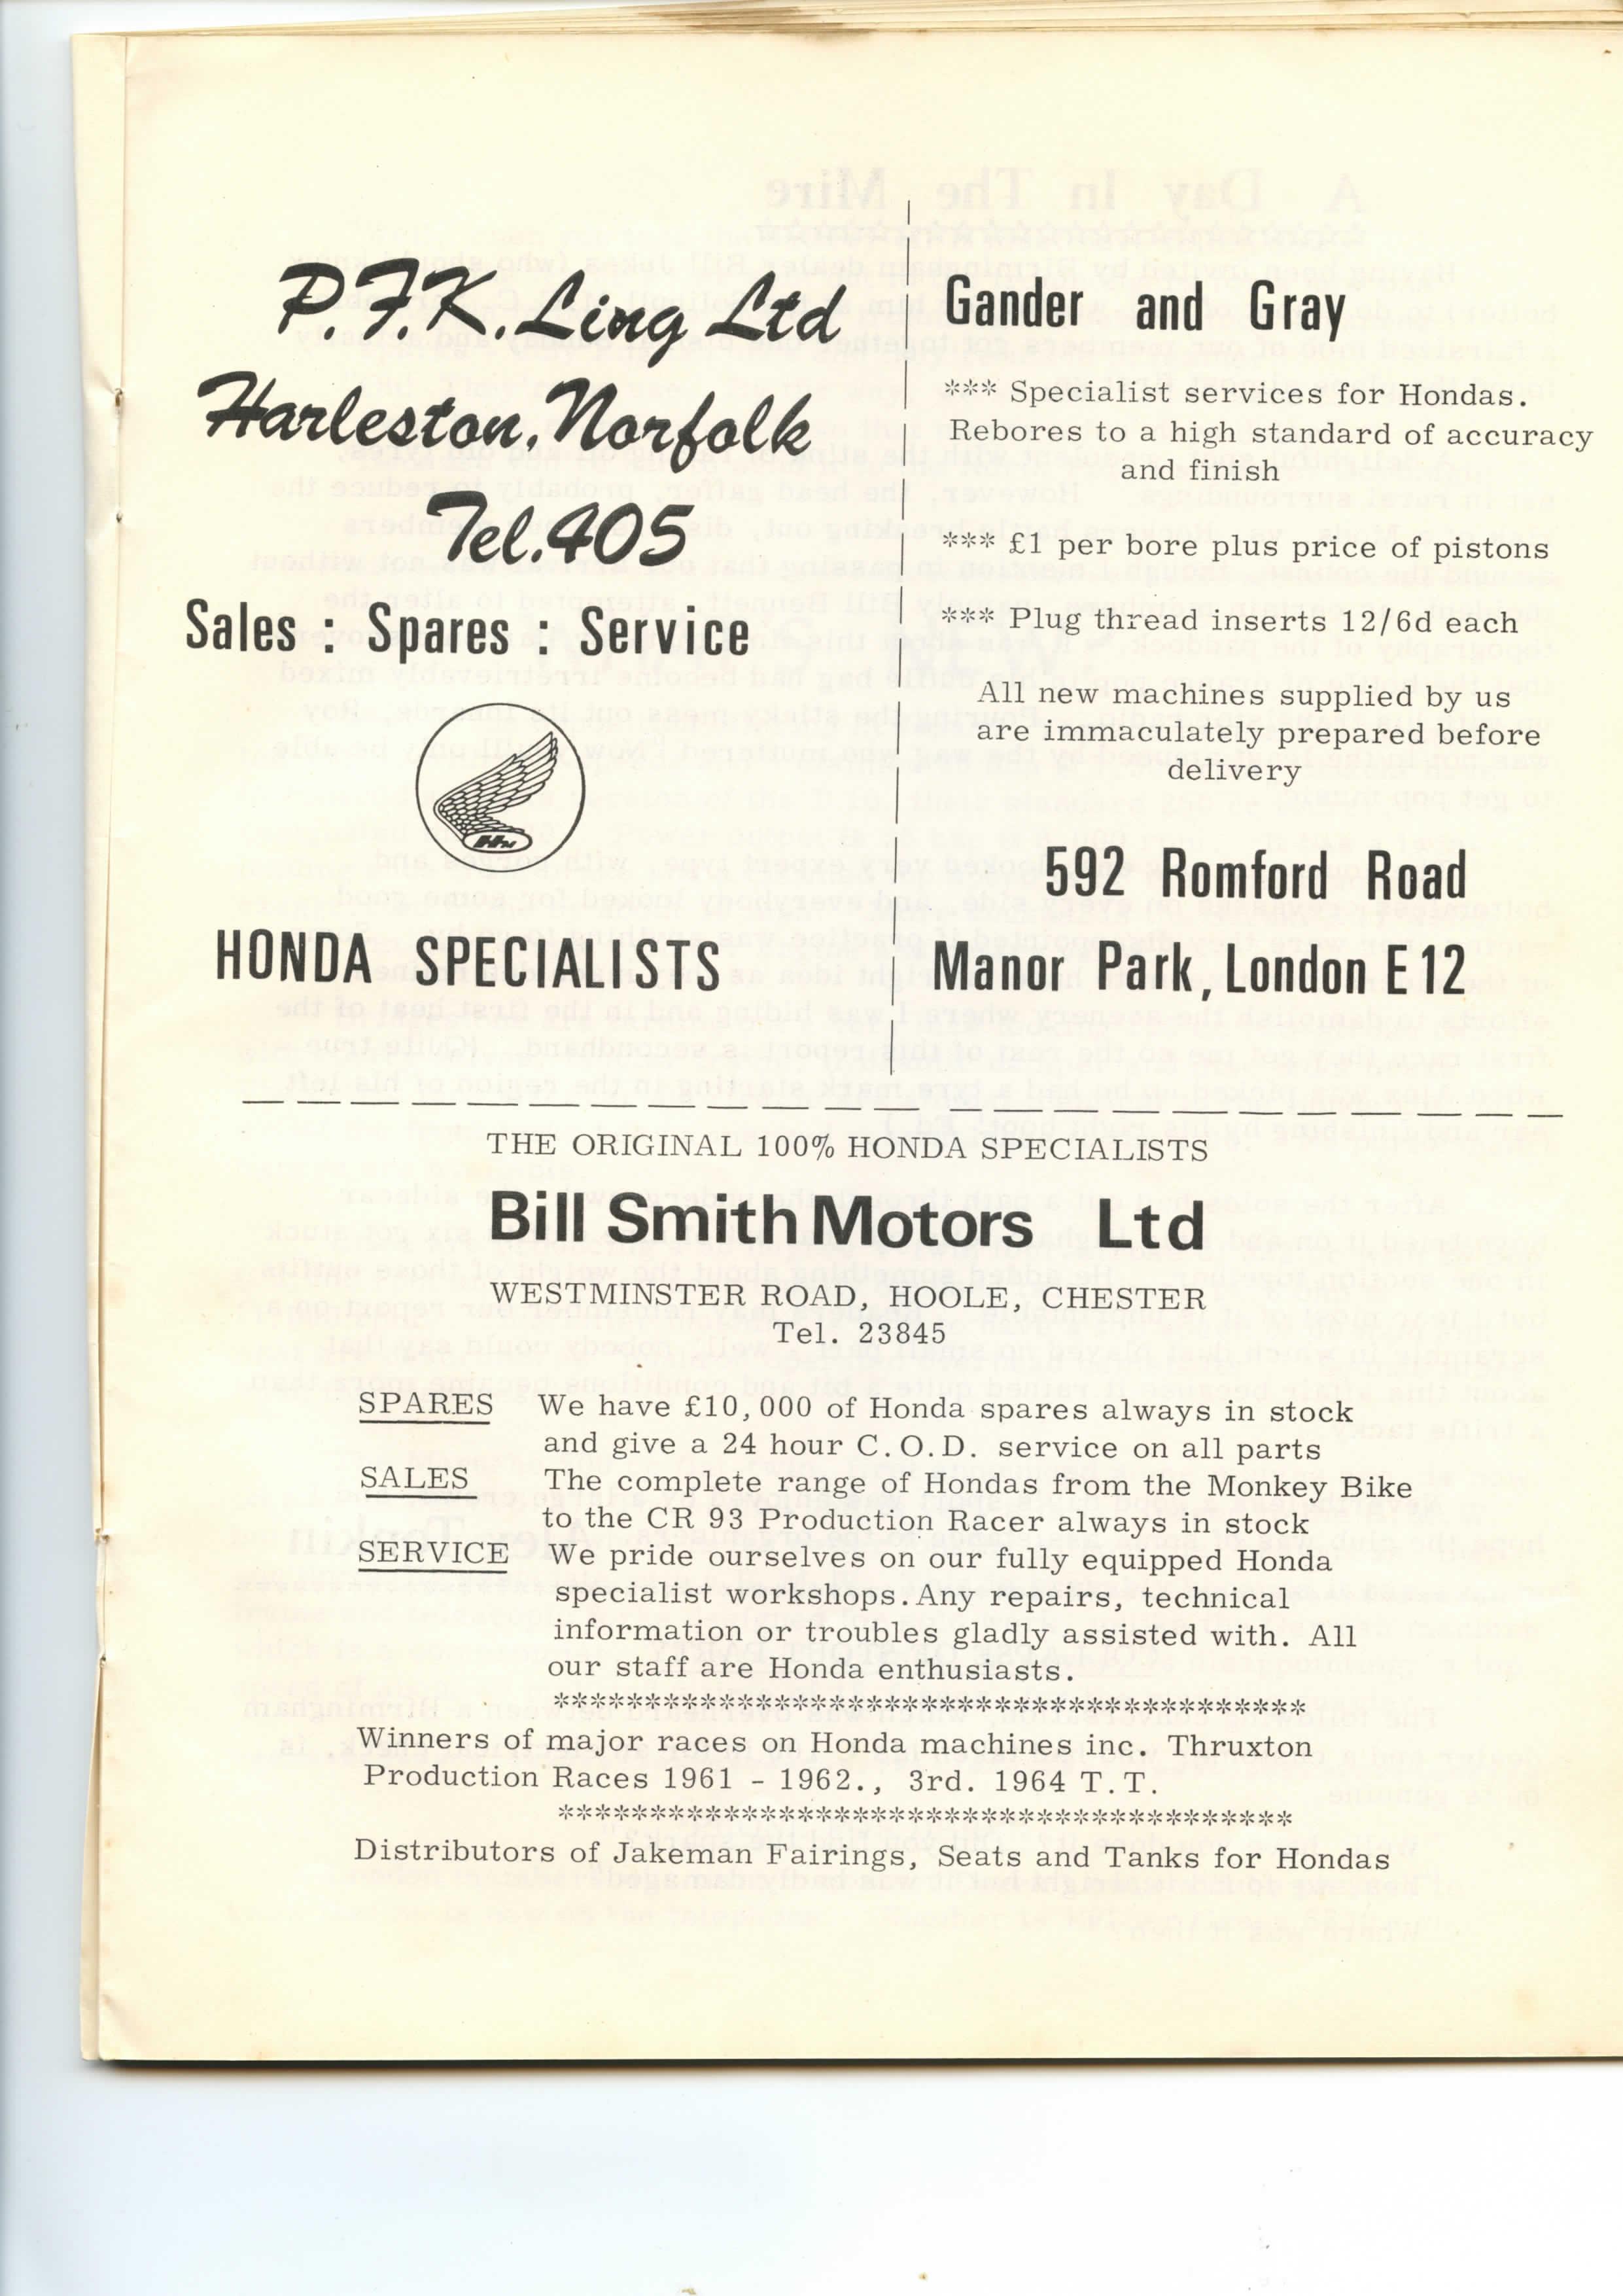 P.F.K. Ling Ltd
Harleston, Norfolk
Tel. 405
Sales : Spares : Service
HM
HONDA SPECIALISTS
Gander and Gray
*** Specialist services for Hondas.
Rebores to a high standard of accuracy
and finish
*** £1 per bore plus price of pistons
*** Plug thread inserts 12/6d each
All new machines supplied by us
are immaculately prepared before
delivery
592 Romford Road
Manor Park, London E 12
THE ORIGINAL 100% HONDA SPECIALISTS
Bill Smith Motors Ltd
WESTMINSTER ROAD, HOOLE, CHESTER
Tel. 23845
SPARES We have £10,000 of Honda spares always in stock
and give a 24 hour C.O.D. service on all parts
SALES The complete range of Hondas from the Monkey Bike
to the CR 93 Production Racer always in stock
SERVICE We pride ourselves on our fully equipped Honda
specialist workshops. Any repairs, technical
information or troubles gladly assisted with. All
our staff are Honda enthusiasts.
*****************************************
Winners of major races on Honda machines inc. Thruxton
Production Races 1961 - 1962., 3rd. 1964 T.T.
****************************************
Distributors of Jakeman Fairings, Seats and Tanks for Hondas